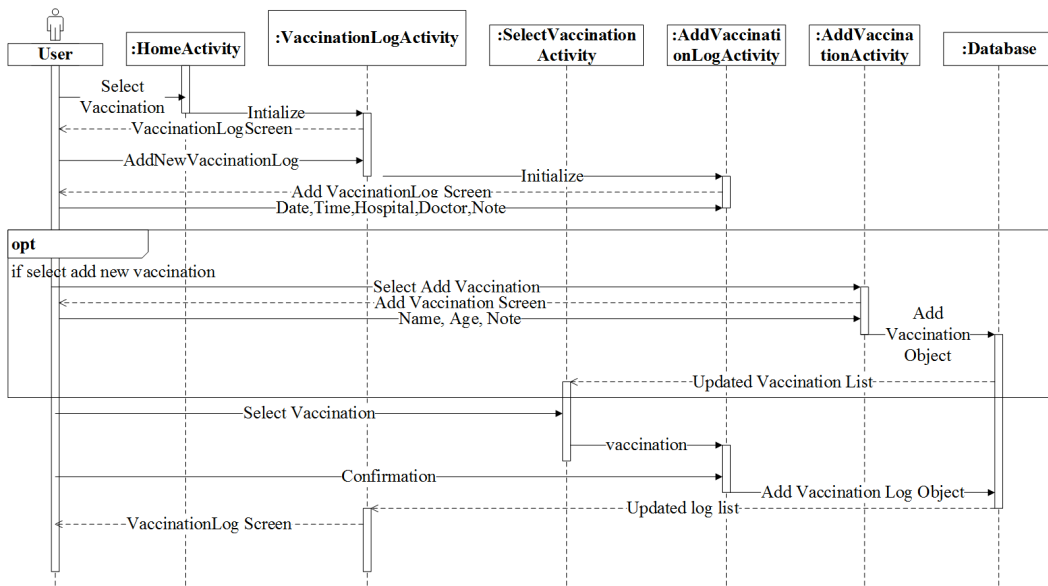 User
:HomeActivity
:VaccinationLogActivity
:SelectVaccination
Activity
:AddVaccinati
onLogActivity
:AddVaccina
tionActivity
:Database
Select
Vaccination
Intialize
VaccinationLogScreen
AddNewVaccinationLog
Initialize
Add VaccinationLog Screen
Date,Time,Hospital,Doctor,Note
opt
if select add new vaccination
Select Add Vaccination
Add Vaccination Screen
Name, Age, Note
Add
Vaccination
Object
Updated Vaccination List
Select Vaccination
vaccination
Confirmation
Add Vaccination Log Object
Updated log list
VaccinationLog Screen